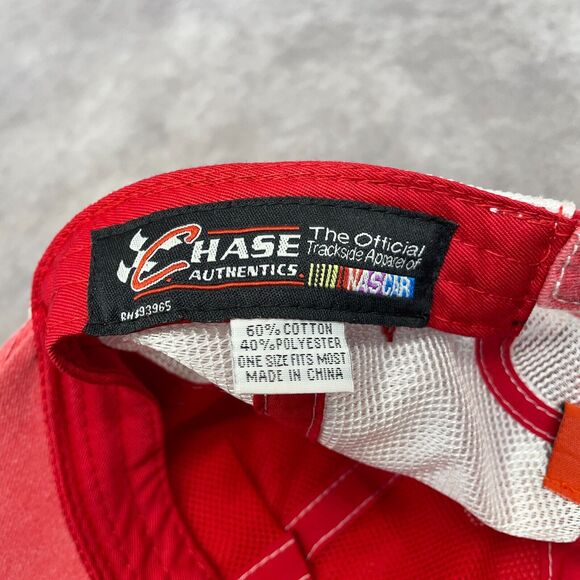 CHASE
AUTHENTICS.
The Official
Trackside Apparel of
NASCAR
RN#93965
60% COTTON
40% POLYESTER
ONE SIZE FITS MOST
MADE IN CHINA